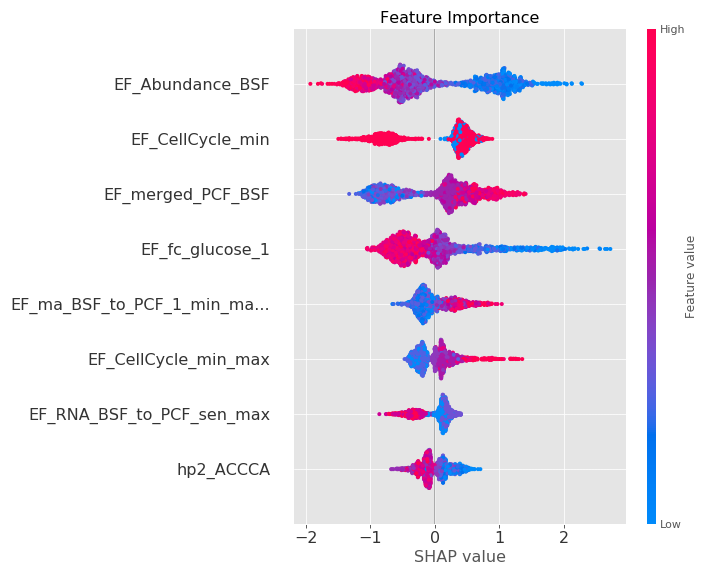 Feature Importance
High
EF_Abundance_BSF
EF_CellCycle_min
EF_merged_PCF_BSF
EF_fc_glucose_1
EF_ma_BSF_to_PCF_1_min_ma...
EF_CellCycle_min_max
EF_RNA_BSF_to_PCF_sen_max
hp2_ACCCA
Feature value
Low
−2 −1 0 1 2
SHAP value